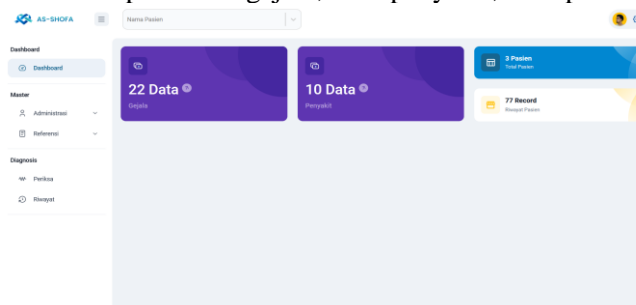 AS-SHOFA
Nama Pasien
Dashboard
Dashboard
Master
Administrasi
Referensi
Diagnosis
Periksa
Riwayat
22 Data
Gejala
10 Data
Penyakit
3 Pasien
Total Pasien
77 Record
Riwayat Pasien